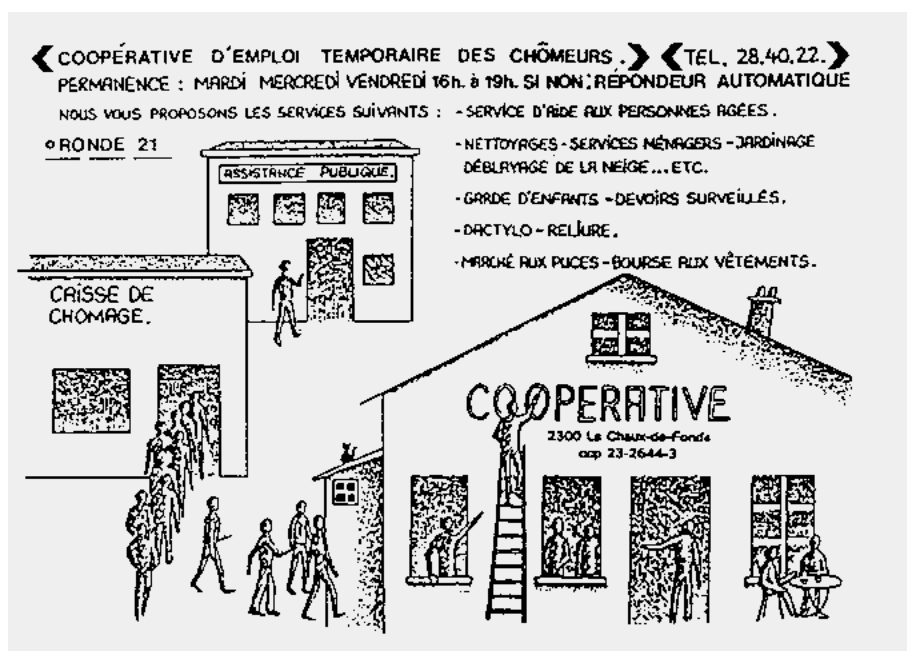 COOPÉRATIVE D'EMPLOI TEMPORAIRE DES CHÔMEURS. TEL. 28.40.22.
PERMANENCE : MARDI MERCREDI VENDREDI 16h. à 19h. SI NON: RÉPONDEUR AUTOMATIQUE
NOUS VOUS PROPOSONS LES SERVICES SUIVANTS : - SERVICE D'AIDE AUX PERSONNES AGÉES.
RONDE 21
- NETTOYAGES - SERVICES MÉNAGERS - JARDINAGE
DÉBLAYAGE DE LA NEIGE... ETC.
- GARDE D'ENFANTS - DEVOIRS SURVEILLÉS.
- DACTYLO - RELIURE.
- MARCHÉ AUX PUCES - BOURSE AUX VÊTEMENTS.
ASSISTANCE PUBLIQUE.
CAISSE DE
CHOMAGE.
COOPERATIVE
2300 La Chaux-de-Fonds
ccp 23-2644-3